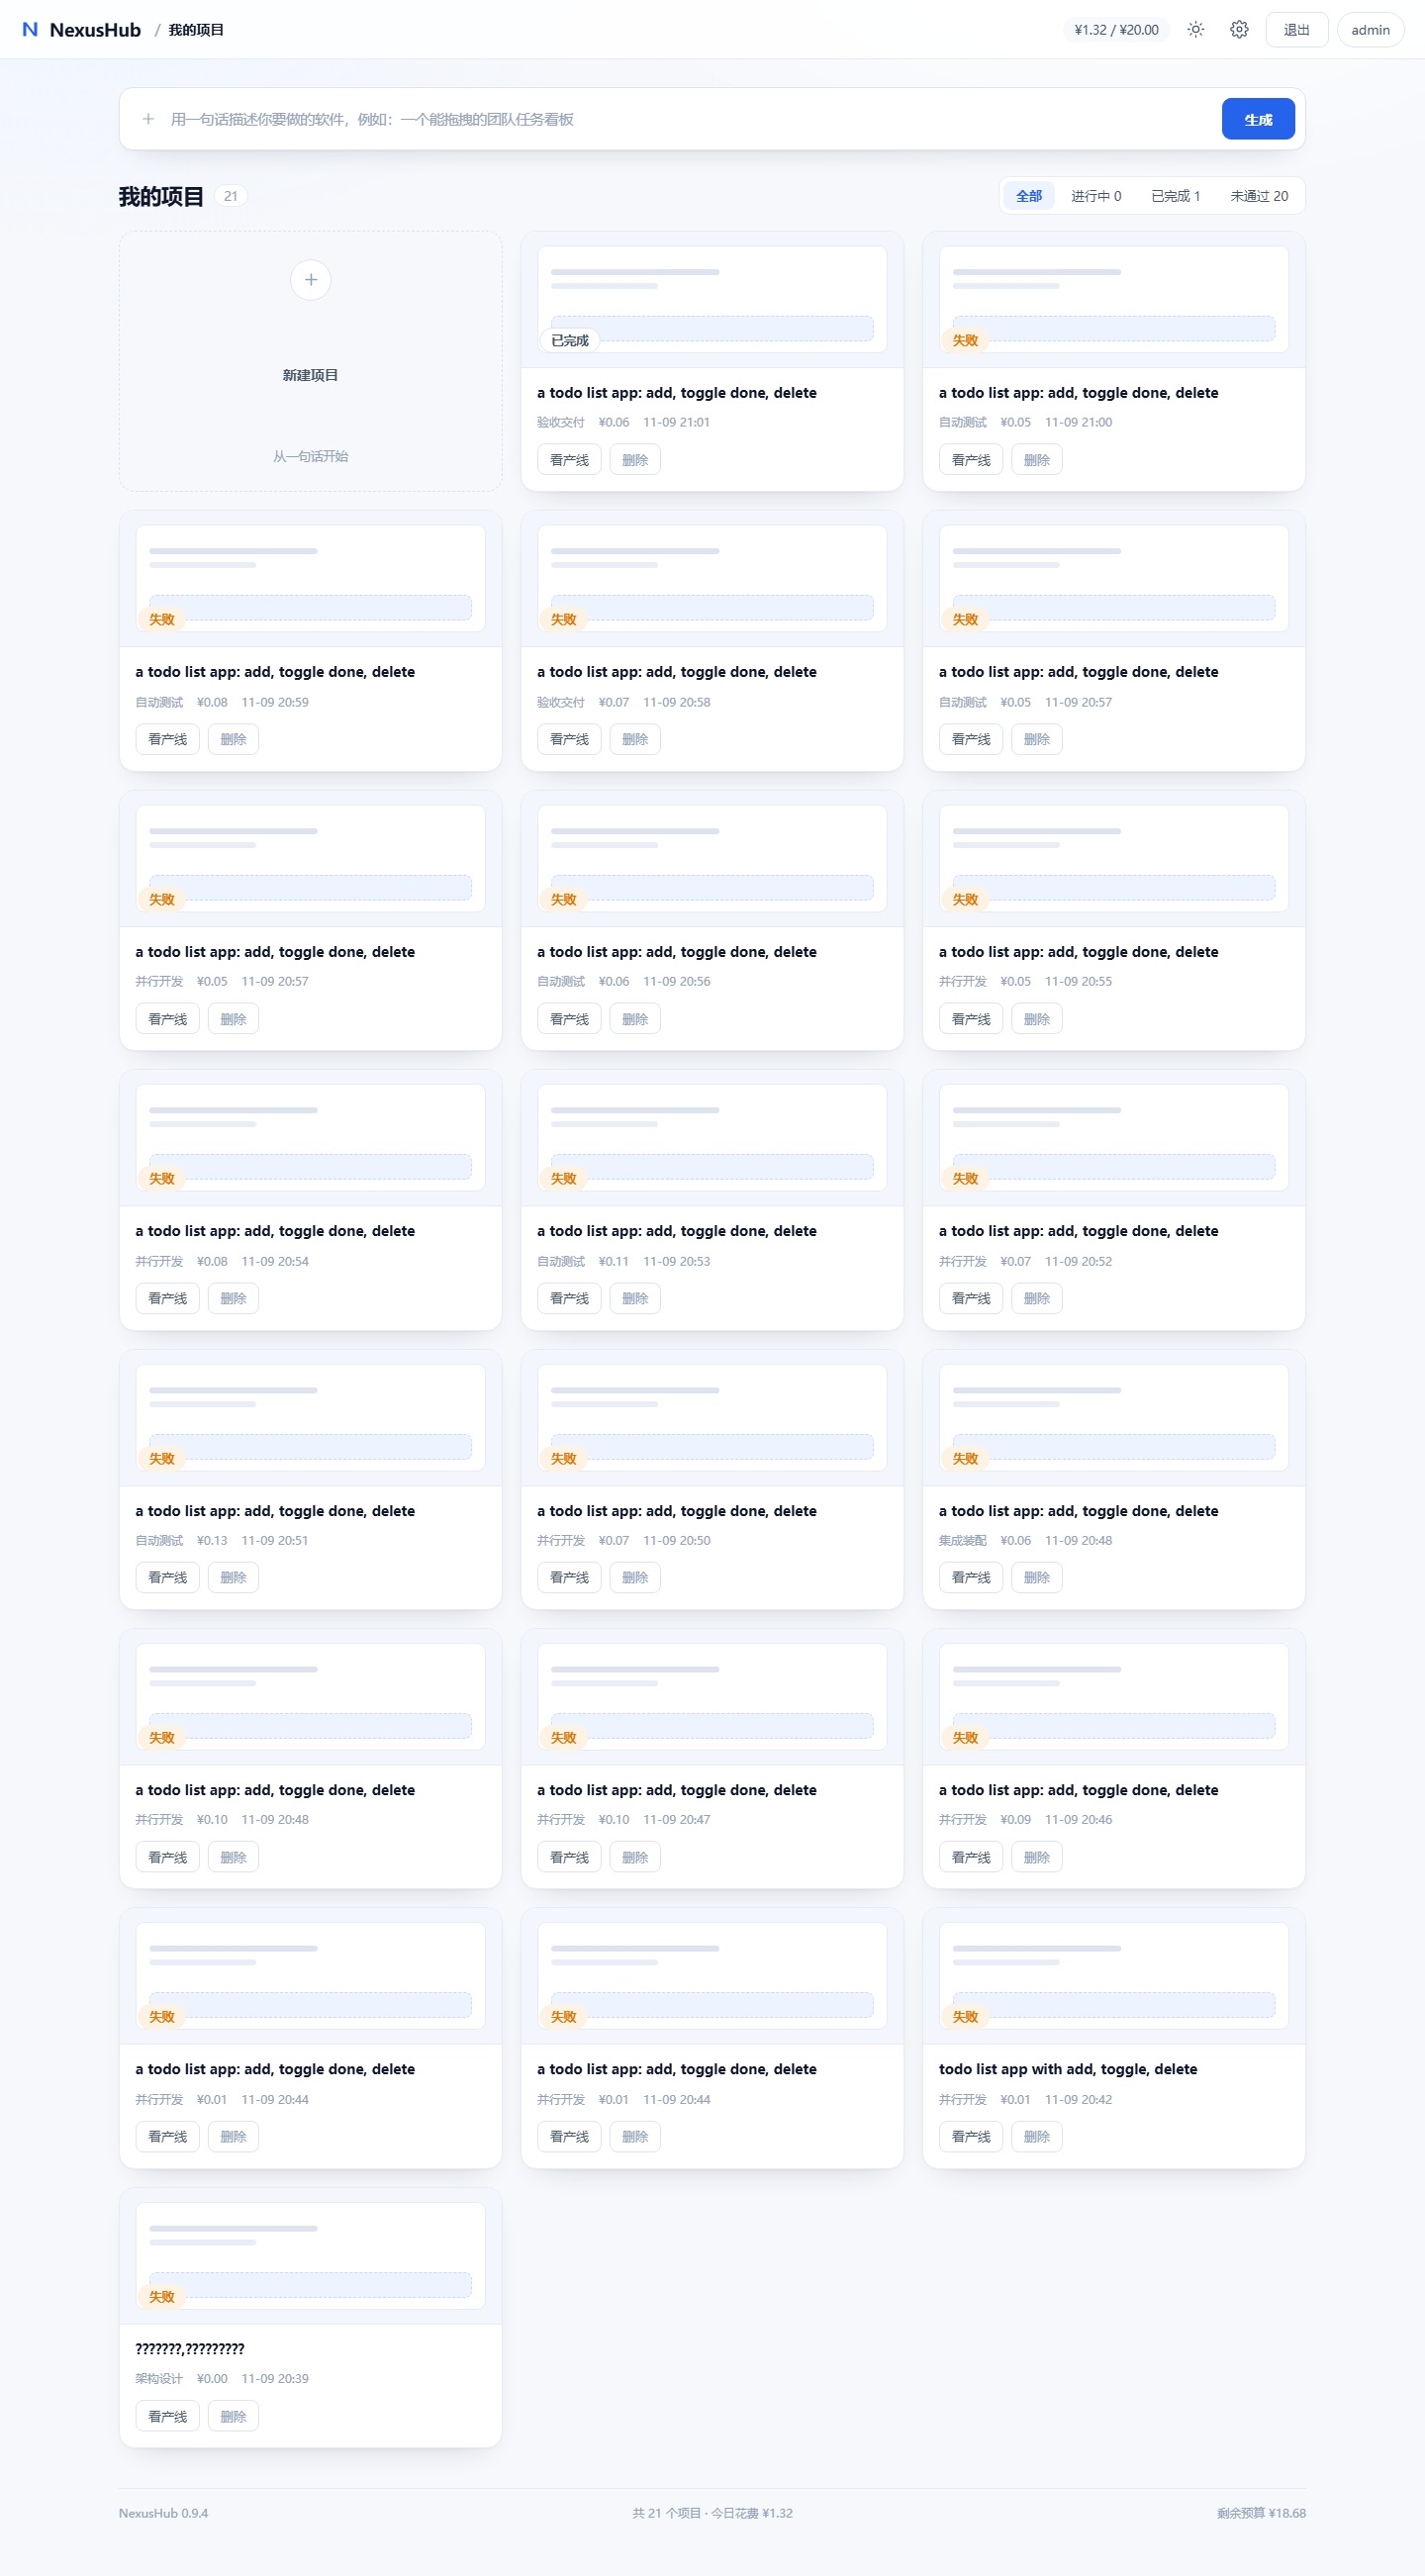 N NexusHub / 我的项目 ¥1.32 / ¥20.00 退出 admin
+ 用一句话描述你要做的软件，例如：一个能拖拽的团队任务看板 生成
我的项目 21 全部 进行中 0 已完成 1 未通过 20
+
新建项目
从一句话开始
已完成
a todo list app: add, toggle done, delete
验收交付 ¥0.06 11-09 21:01
看产线 删除
失败
a todo list app: add, toggle done, delete
自动测试 ¥0.05 11-09 21:00
看产线 删除
失败
a todo list app: add, toggle done, delete
自动测试 ¥0.08 11-09 20:59
看产线 删除
失败
a todo list app: add, toggle done, delete
验收交付 ¥0.07 11-09 20:58
看产线 删除
失败
a todo list app: add, toggle done, delete
自动测试 ¥0.05 11-09 20:57
看产线 删除
失败
a todo list app: add, toggle done, delete
并行开发 ¥0.05 11-09 20:57
看产线 删除
失败
a todo list app: add, toggle done, delete
自动测试 ¥0.06 11-09 20:56
看产线 删除
失败
a todo list app: add, toggle done, delete
并行开发 ¥0.05 11-09 20:55
看产线 删除
失败
a todo list app: add, toggle done, delete
并行开发 ¥0.08 11-09 20:54
看产线 删除
失败
a todo list app: add, toggle done, delete
自动测试 ¥0.11 11-09 20:53
看产线 删除
失败
a todo list app: add, toggle done, delete
并行开发 ¥0.07 11-09 20:52
看产线 删除
失败
a todo list app: add, toggle done, delete
自动测试 ¥0.13 11-09 20:51
看产线 删除
失败
a todo list app: add, toggle done, delete
并行开发 ¥0.07 11-09 20:50
看产线 删除
失败
a todo list app: add, toggle done, delete
集成装配 ¥0.06 11-09 20:48
看产线 删除
失败
a todo list app: add, toggle done, delete
并行开发 ¥0.10 11-09 20:48
看产线 删除
失败
a todo list app: add, toggle done, delete
并行开发 ¥0.10 11-09 20:47
看产线 删除
失败
a todo list app: add, toggle done, delete
并行开发 ¥0.09 11-09 20:46
看产线 删除
失败
a todo list app: add, toggle done, delete
并行开发 ¥0.01 11-09 20:44
看产线 删除
失败
a todo list app: add, toggle done, delete
并行开发 ¥0.01 11-09 20:44
看产线 删除
失败
todo list app with add, toggle, delete
并行开发 ¥0.01 11-09 20:42
看产线 删除
失败
???????,?????????
架构设计 ¥0.00 11-09 20:39
看产线 删除
NexusHub 0.9.4 共 21 个项目 · 今日花费 ¥1.32 剩余预算 ¥18.68